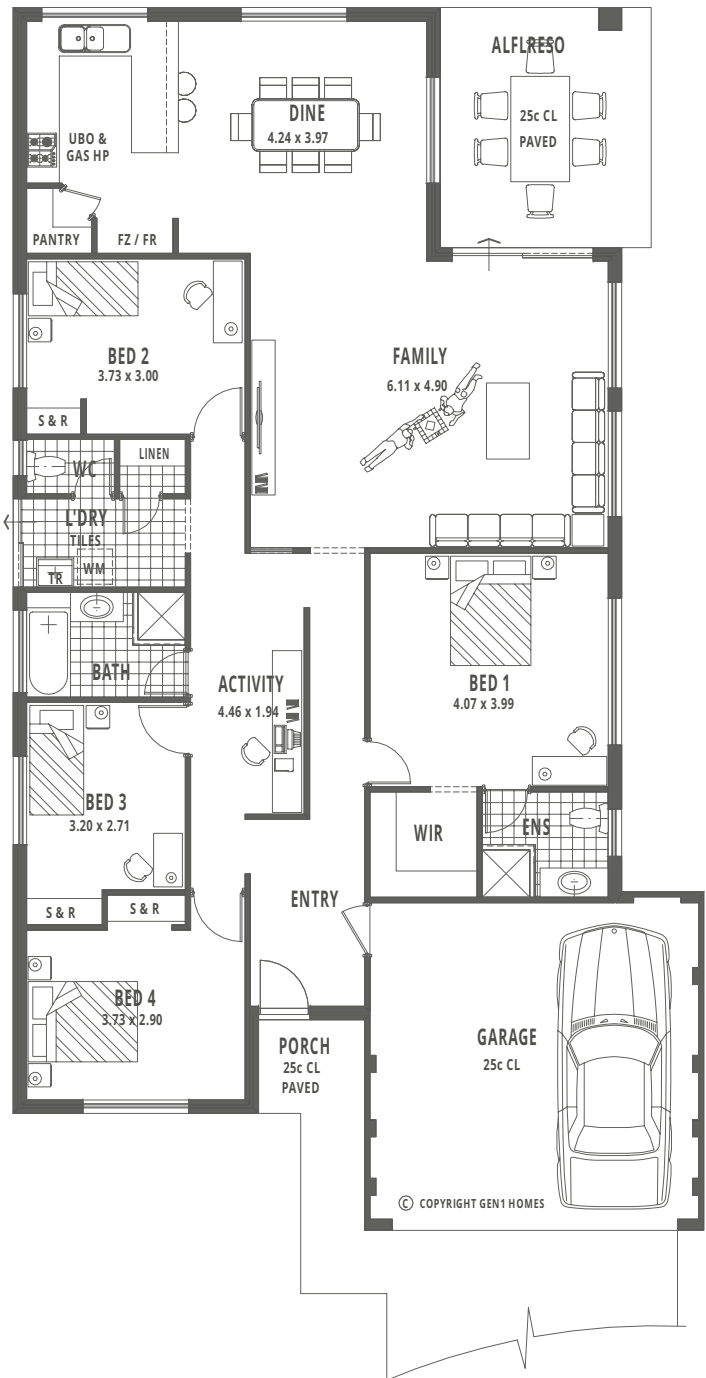 ALFLRESO
25c CL
PAVED
DINE
4.24 x 3.97
UBO &
GAS HP
PANTRY
FZ / FR
BED 2
3.73 x 3.00
S & R
FAMILY
6.11 x 4.90
LINEN
WC
L'DRY
TILES
WM
TR
BATH
ACTIVITY
4.46 x 1.94
BED 1
4.07 x 3.99
BED 3
3.20 x 2.71
WIR
ENS
S & R
S & R
ENTRY
BED 4
3.73 x 2.90
PORCH
25c CL
PAVED
GARAGE
25c CL
© COPYRIGHT GEN1 HOMES